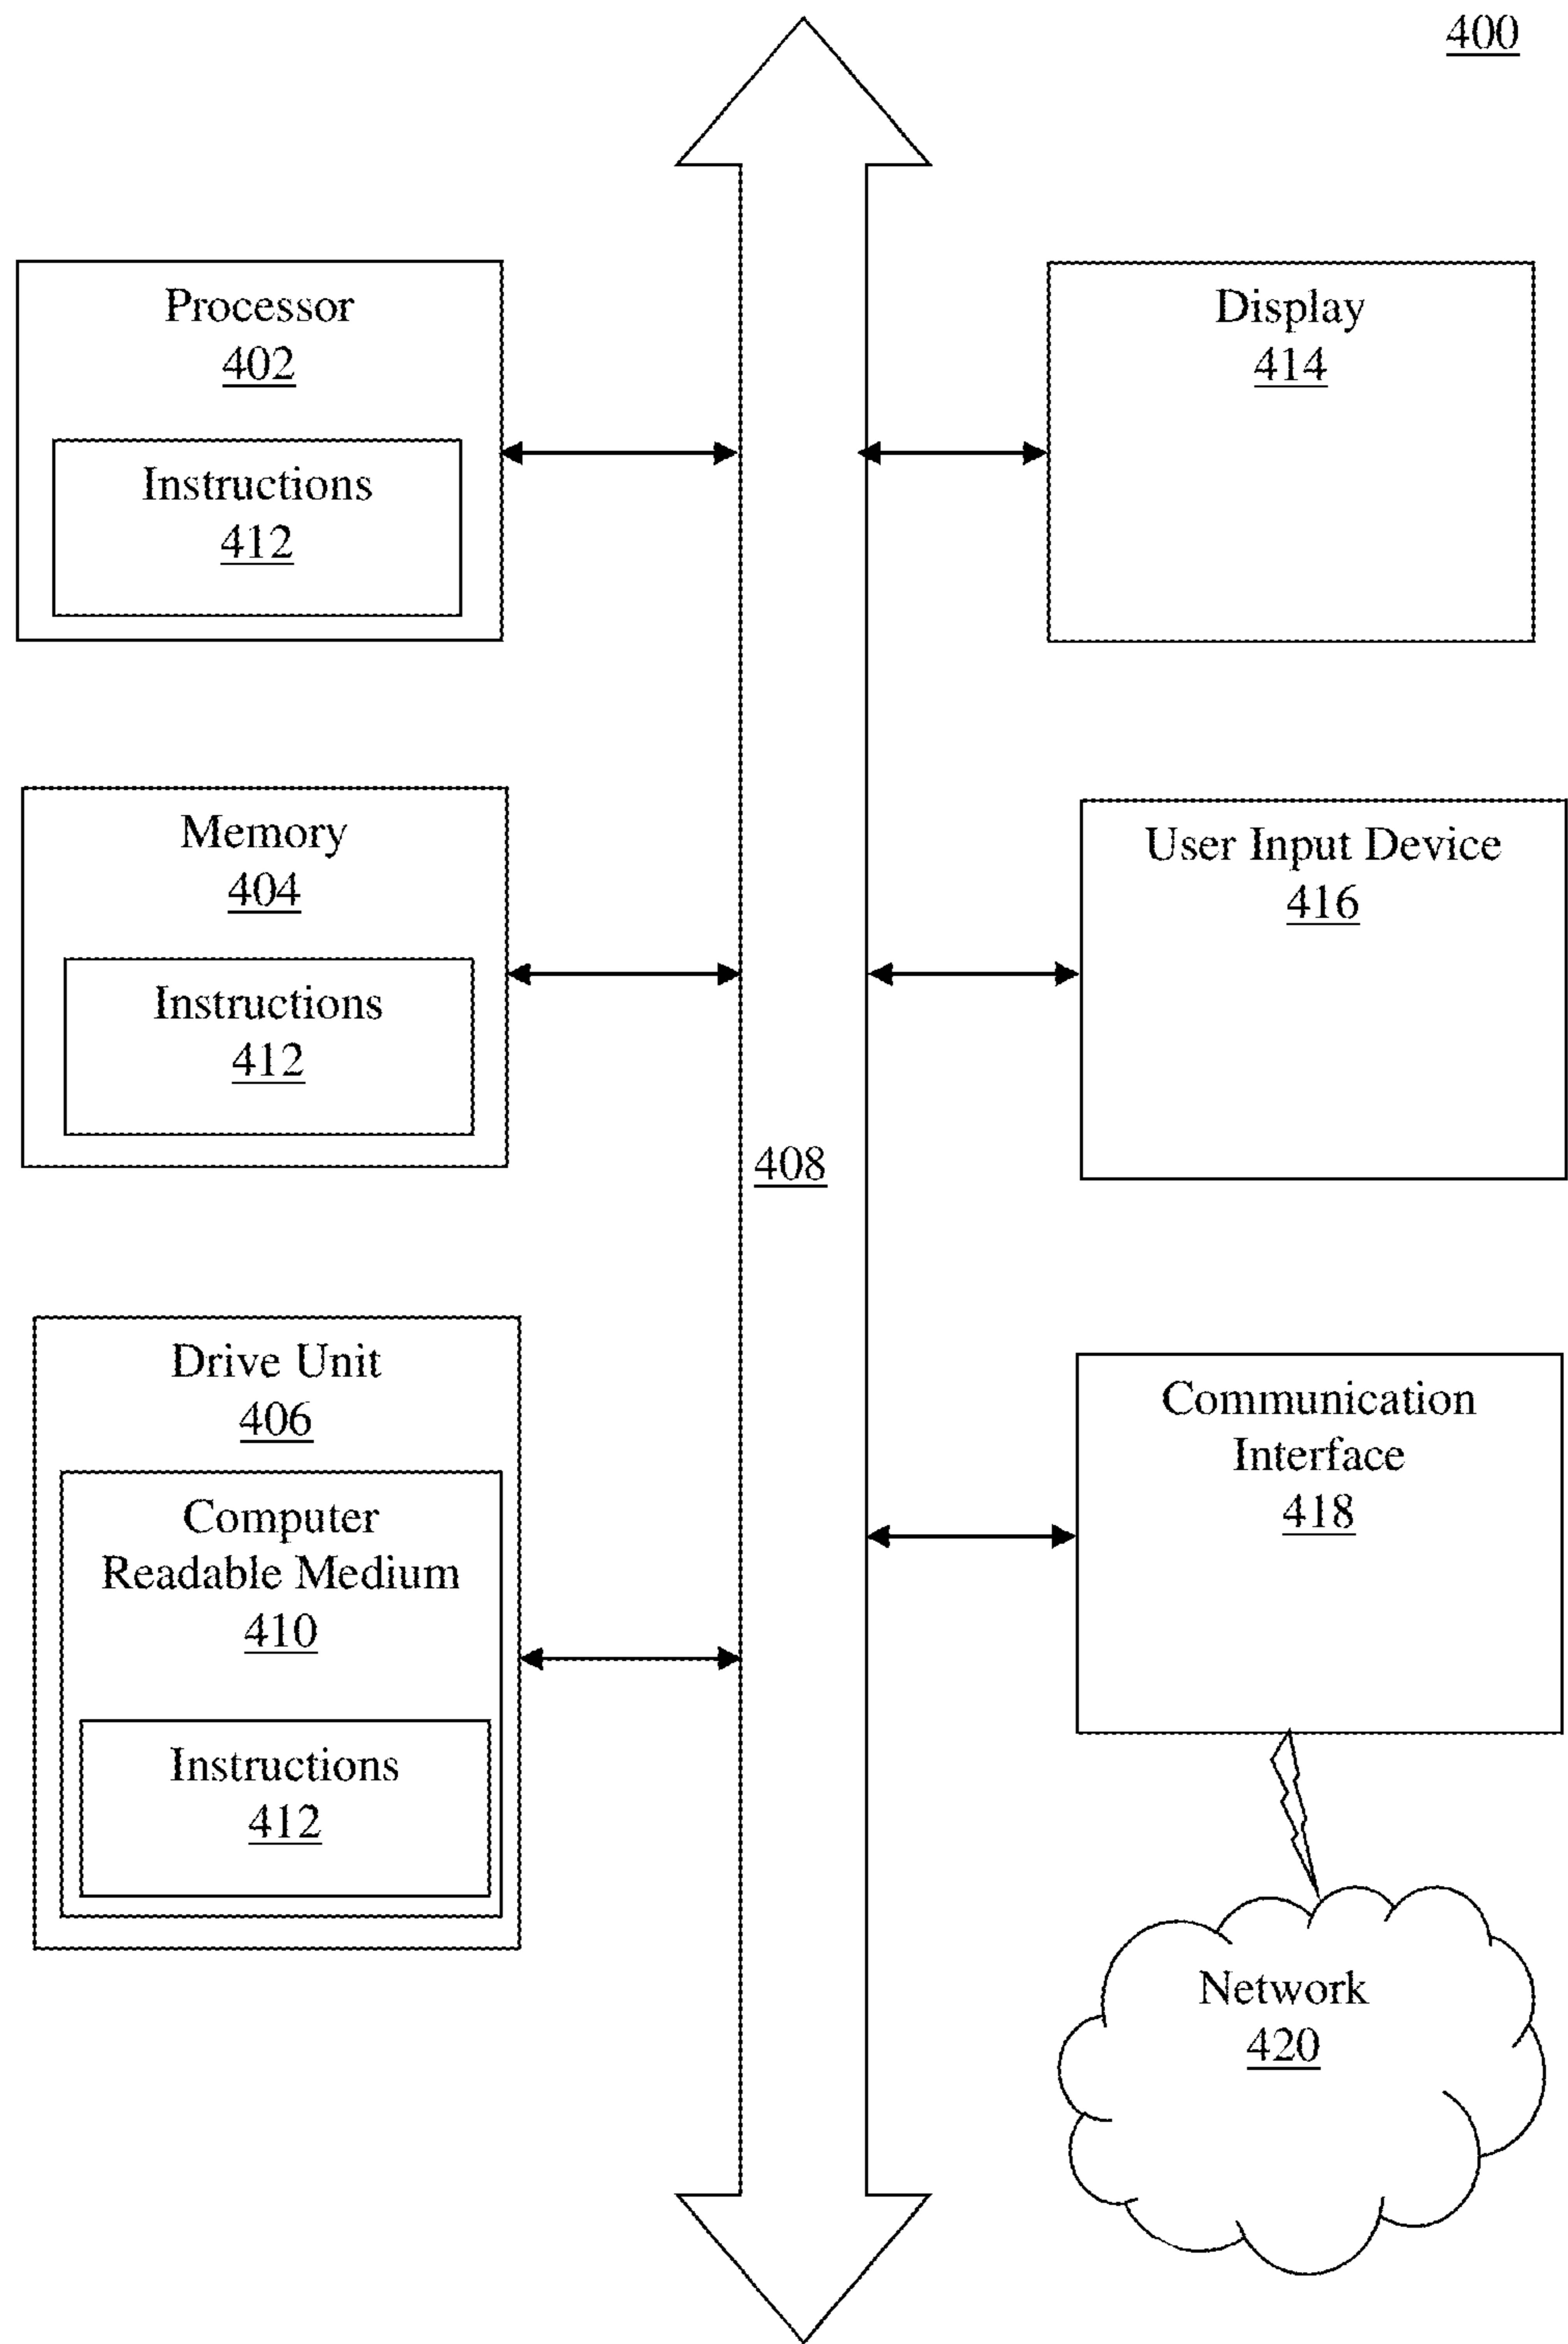 400
Processor
402
Instructions
412
Display
414
Memory
404
Instructions
412
User Input Device
416
408
Drive Unit
406
Computer
Readable Medium
410
Instructions
412
Communication
Interface
418
Network
420